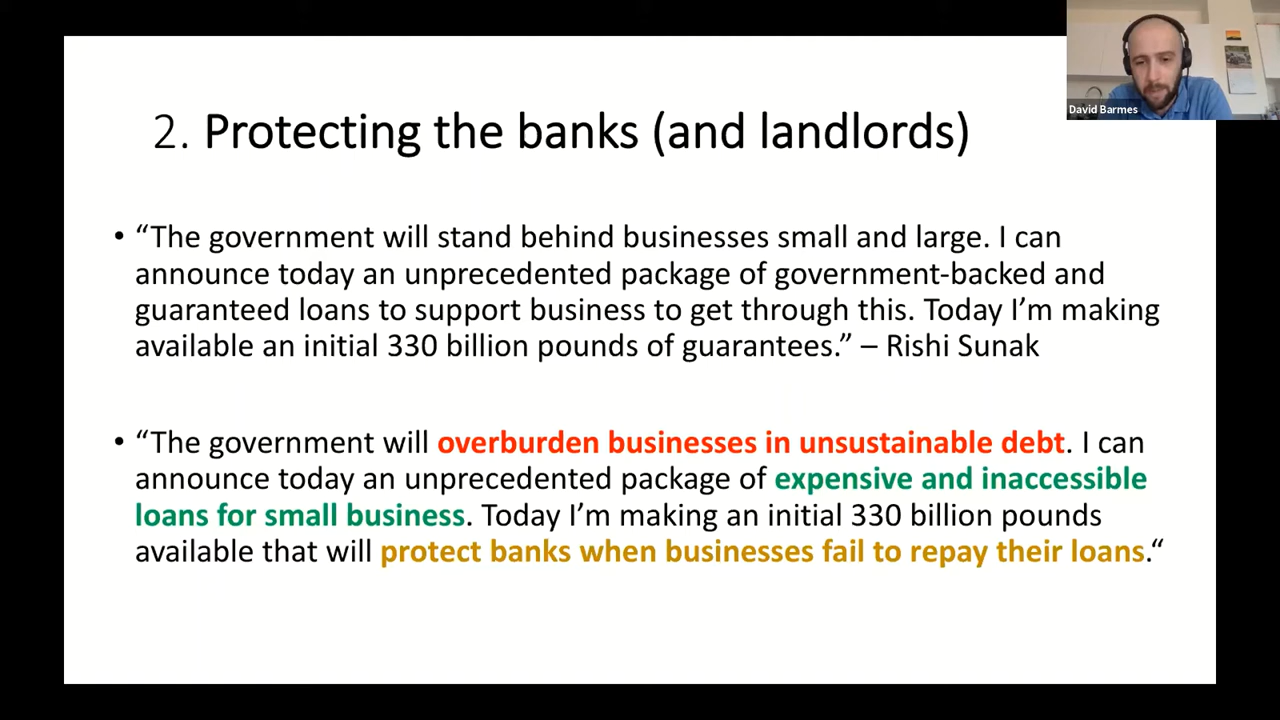 David Barmes
2. Protecting the banks (and landlords)
• “The government will stand behind businesses small and large. I can
announce today an unprecedented package of government-backed and
guaranteed loans to support business to get through this. Today I’m making
available an initial 330 billion pounds of guarantees.” – Rishi Sunak
• “The government will overburden businesses in unsustainable debt. I can
announce today an unprecedented package of expensive and inaccessible
loans for small business. Today I’m making an initial 330 billion pounds
available that will protect banks when businesses fail to repay their loans.“